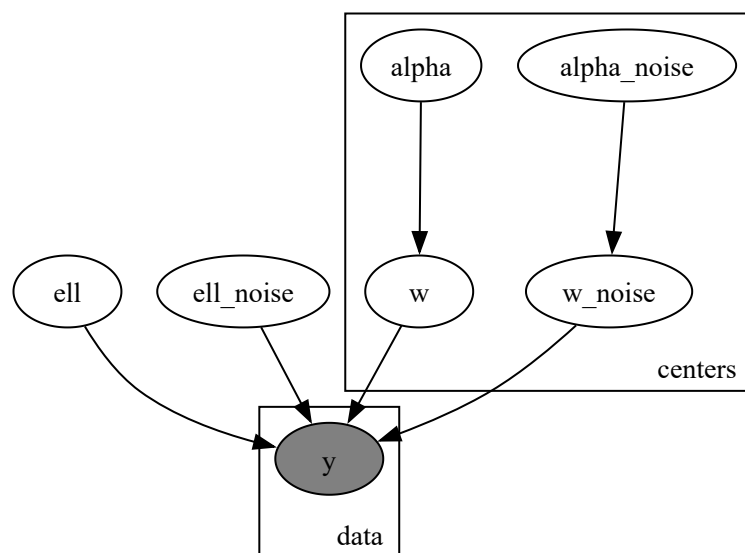 alpha alpha_noise
ell ell_noise w w_noise
centers
y
data